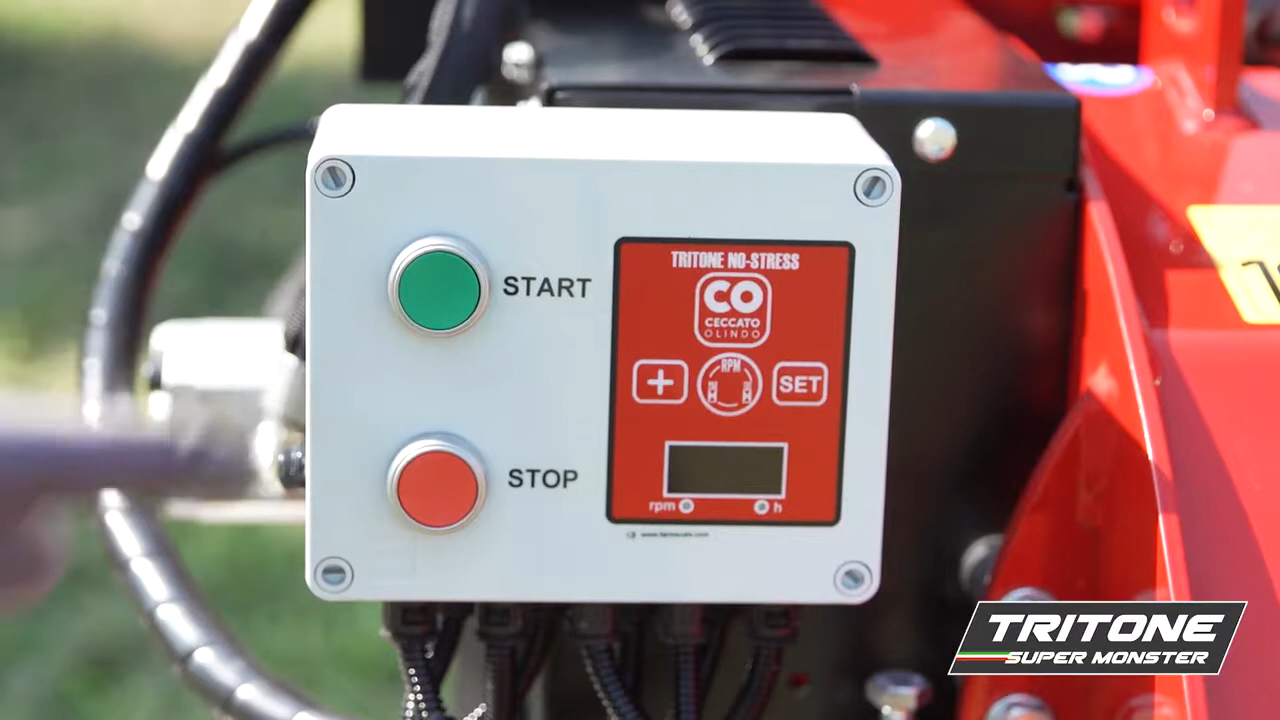 START
STOP
TRITONE NO-STRESS
CO
CECCATO
OLINDO
RPM
+
SET
rpm
h
TRITONE
SUPER MONSTER